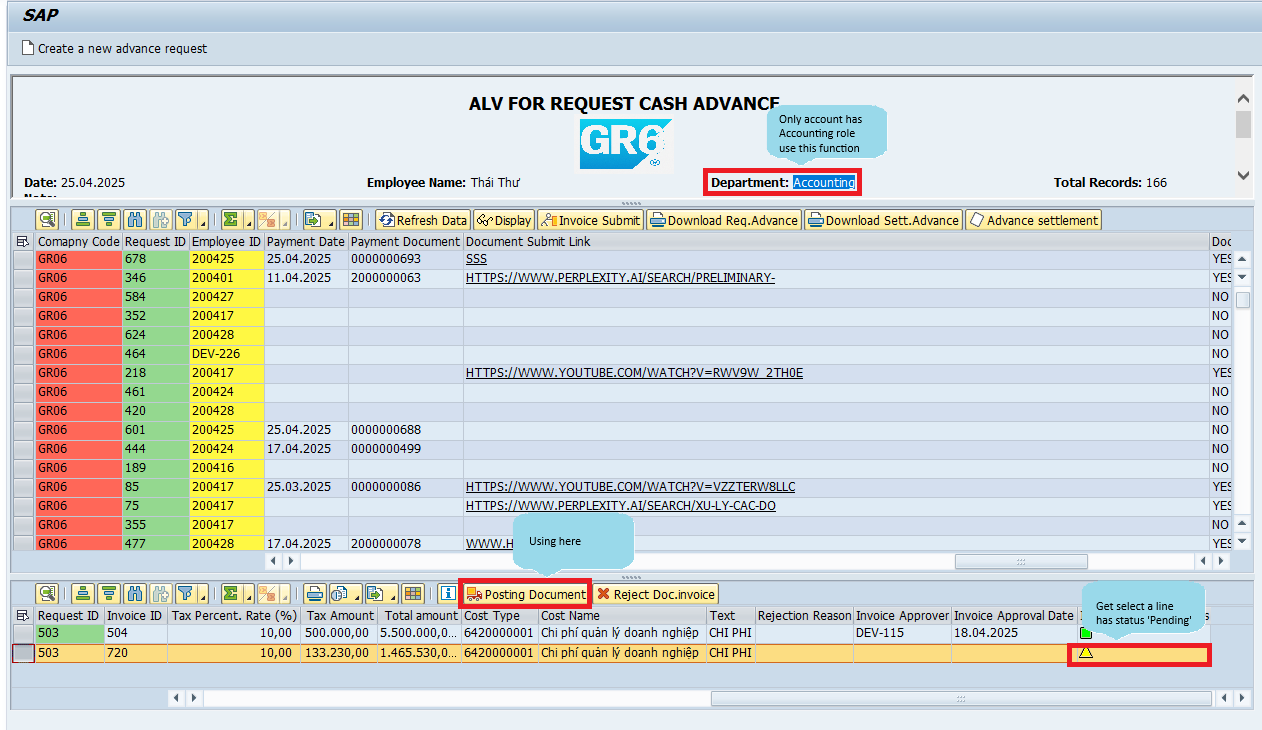 SAP
Create a new advance request
ALV FOR REQUEST CASH ADVANCE
GR6
Only account has
Accounting role
use this function
Date: 25.04.2025 Employee Name: Thái Thư Department: Accounting Total Records: 166
Refresh Data Display Invoice Submit Download Req.Advance Download Sett.Advance Advance settlement
Comapny Code Request ID Employee ID Payment Date Payment Document Document Submit Link Doc
GR06 678 200425 25.04.2025 0000000693 SSS YES
GR06 346 200401 11.04.2025 2000000063 HTTPS://WWW.PERPLEXITY.AI/SEARCH/PRELIMINARY- YES
GR06 584 200427 NO
GR06 352 200417 NO
GR06 624 200428 NO
GR06 464 DEV-226 NO
GR06 218 200417 HTTPS://WWW.YOUTUBE.COM/WATCH?V=RWV9W_2TH0E YES
GR06 461 200424 NO
GR06 420 200428 NO
GR06 601 200425 25.04.2025 0000000688 NO
GR06 444 200424 17.04.2025 0000000499 NO
GR06 189 200416 NO
GR06 85 200417 25.03.2025 0000000086 HTTPS://WWW.YOUTUBE.COM/WATCH?V=VZZTERW8LLC YES
GR06 75 200417 HTTPS://WWW.PERPLEXITY.AI/SEARCH/XU-LY-CAC-DO YES
GR06 355 200417 NO
GR06 477 200428 17.04.2025 2000000078 WWW.H YES
Using here
Posting Document Reject Doc.invoice
Request ID Invoice ID Tax Percent. Rate (%) Tax Amount Total amount Cost Type Cost Name Text Rejection Reason Invoice Approver Invoice Approval Date
503 504 10,00 500.000,00 5.500.000,0... 6420000001 Chi phí quản lý doanh nghiệp CHI PHI DEV-115 18.04.2025
503 720 10,00 133.230,00 1.465.530,0... 6420000001 Chi phí quản lý doanh nghiệp CHI PHI
Get select a line
has status 'Pending'